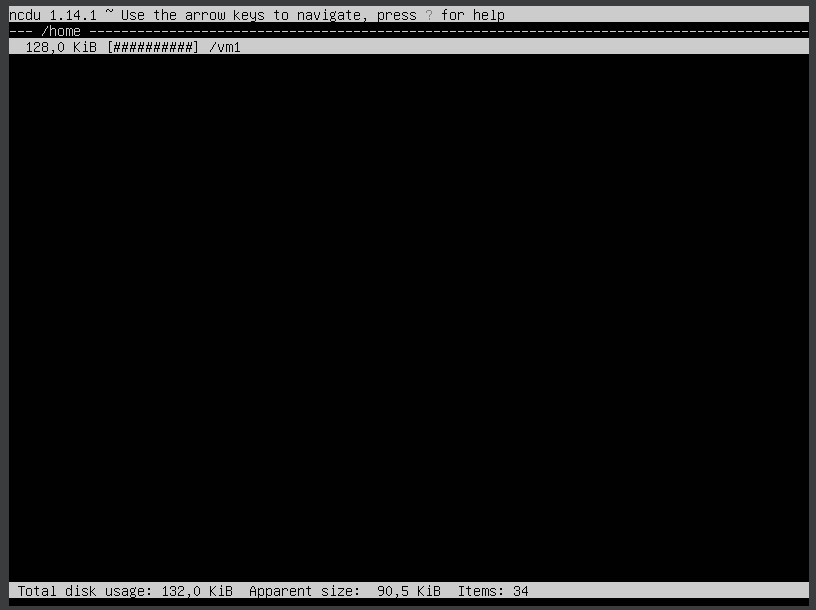 ncdu 1.14.1 ~ Use the arrow keys to navigate, press ? for help
--- /home ------------------------------------------------------------------------------------------
  128,0 KiB [##########] /vm1
 Total disk usage: 132,0 KiB  Apparent size:  90,5 KiB  Items: 34